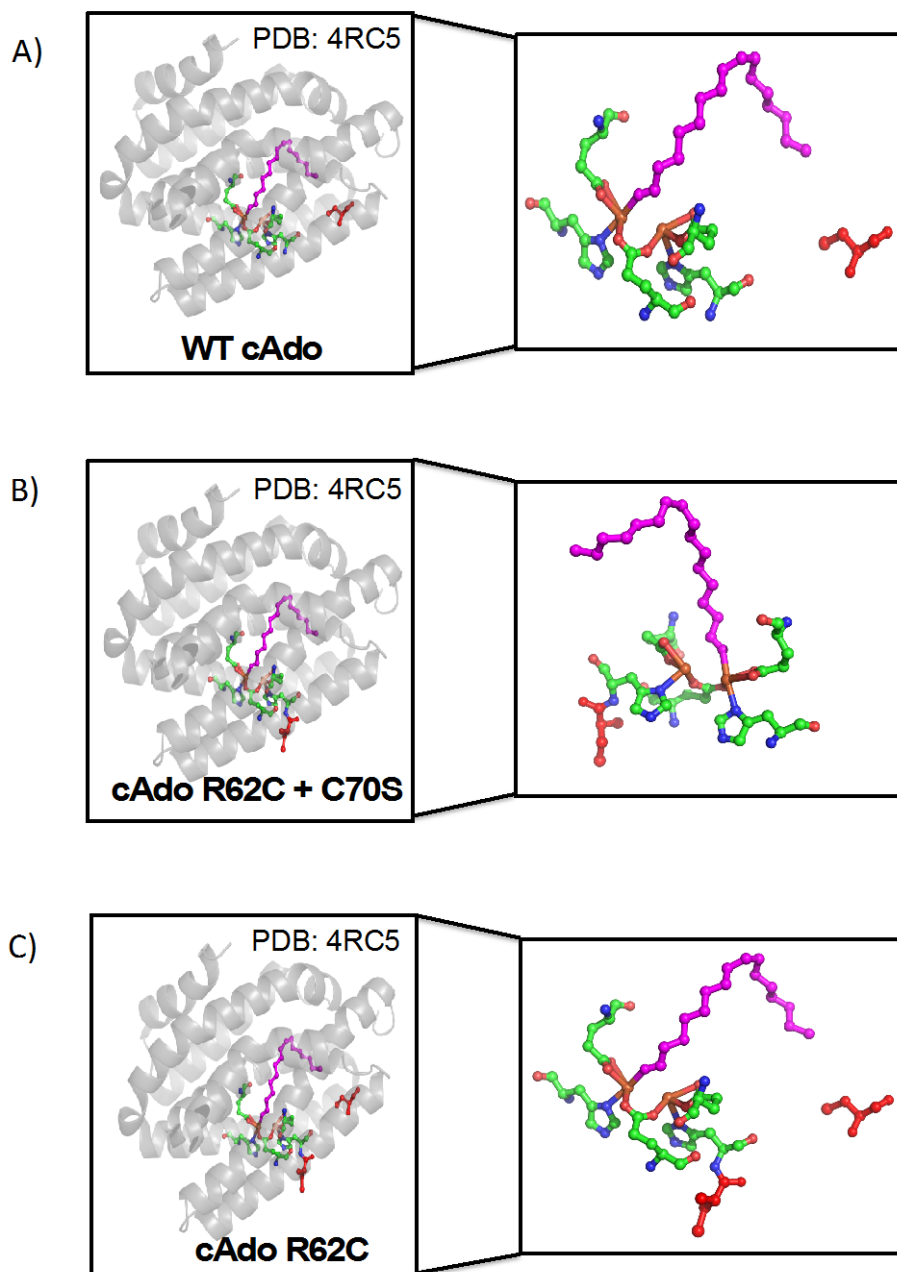 A)
PDB: 4RC5
WT cAdo
B)
PDB: 4RC5
cAdo R62C + C70S
C)
PDB: 4RC5
cAdo R62C